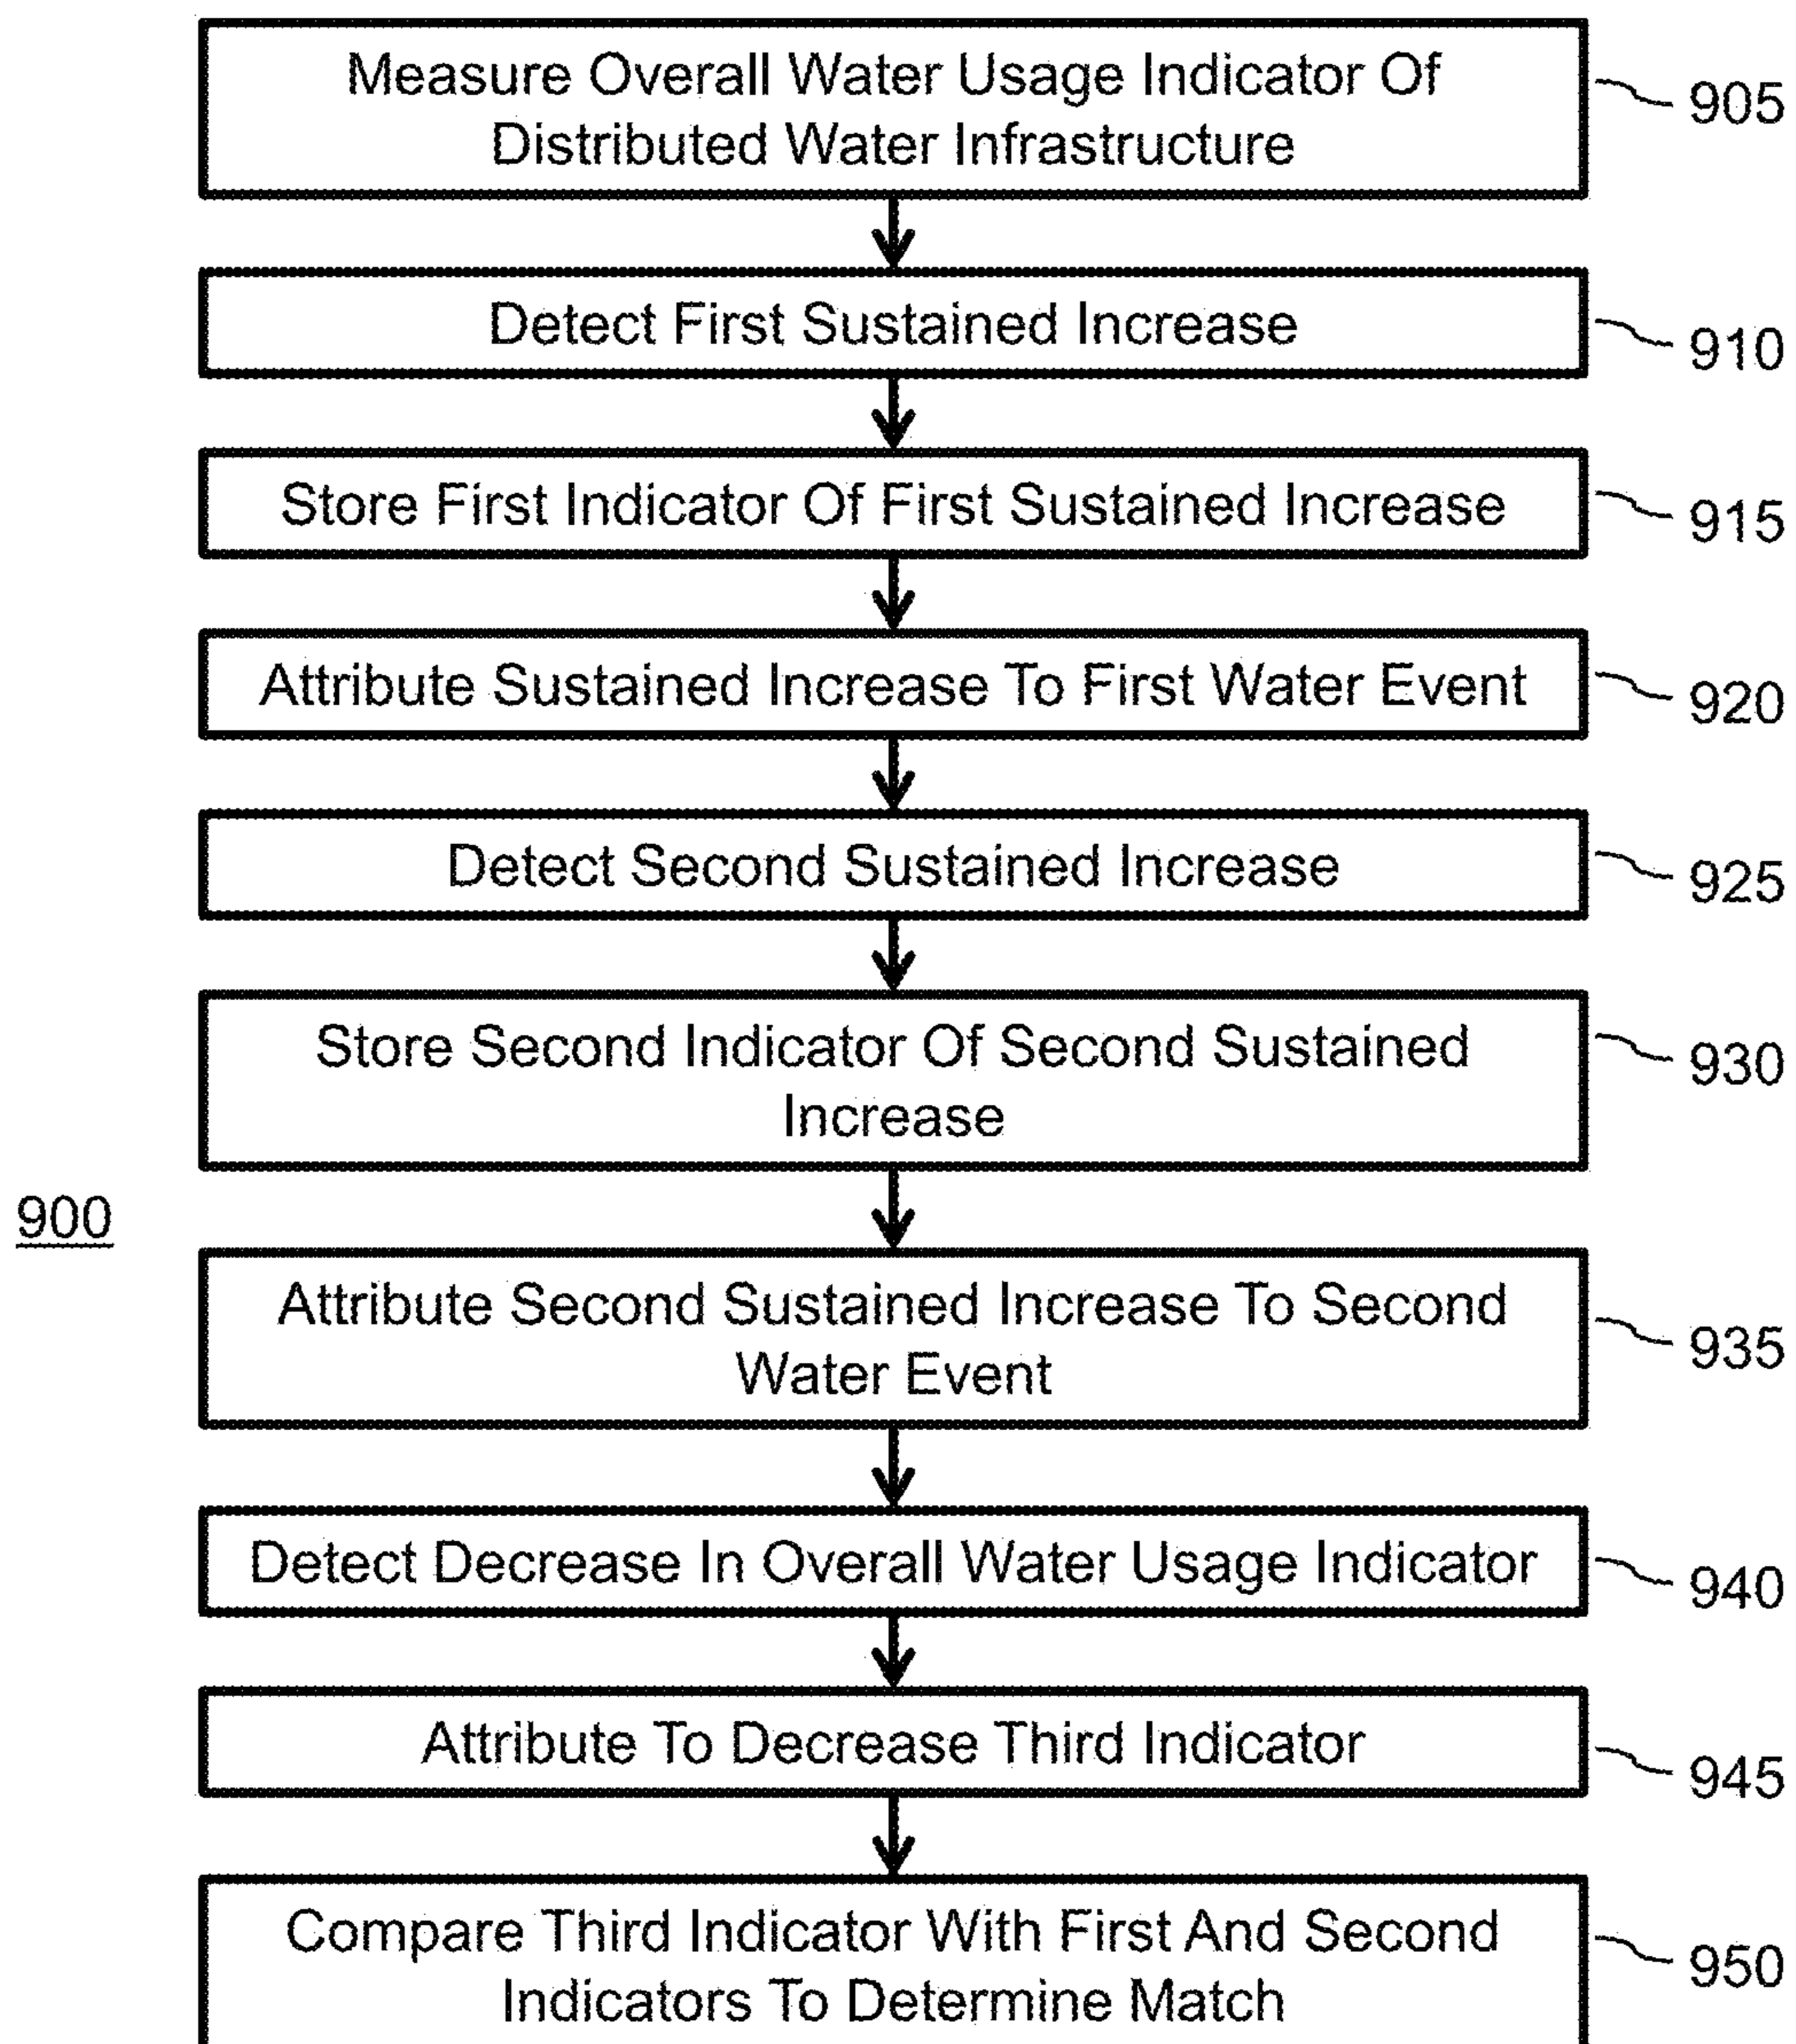 Measure Overall Water Usage Indicator Of
Distributed Water Infrastructure
905
Detect First Sustained Increase
910
Store First Indicator Of First Sustained Increase
915
Attribute Sustained Increase To First Water Event
920
Detect Second Sustained Increase
925
Store Second Indicator Of Second Sustained
Increase
930
900
Attribute Second Sustained Increase To Second
Water Event
935
Detect Decrease In Overall Water Usage Indicator
940
Attribute To Decrease Third Indicator
945
Compare Third Indicator With First And Second
Indicators To Determine Match
950